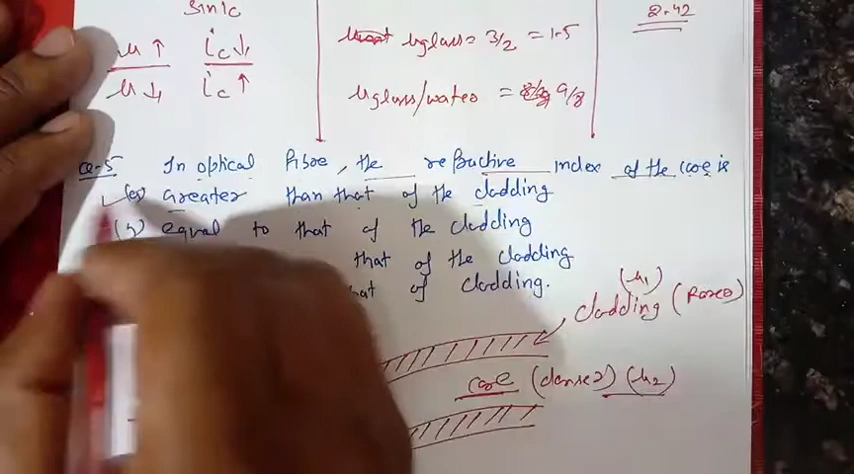 sinic
2.42
μ↑ ic↓
μ↓ ic↑
μglass = 3/2 = 1.5
μglass/water = 9/8
Q-5 In optical fibre, the refractive index of the core is
(a) Greater than that of the cladding
(b) equal to that of the cladding
that of the cladding
that of cladding.
(μ1)
cladding (Rarer)
core (denser) (μ2)